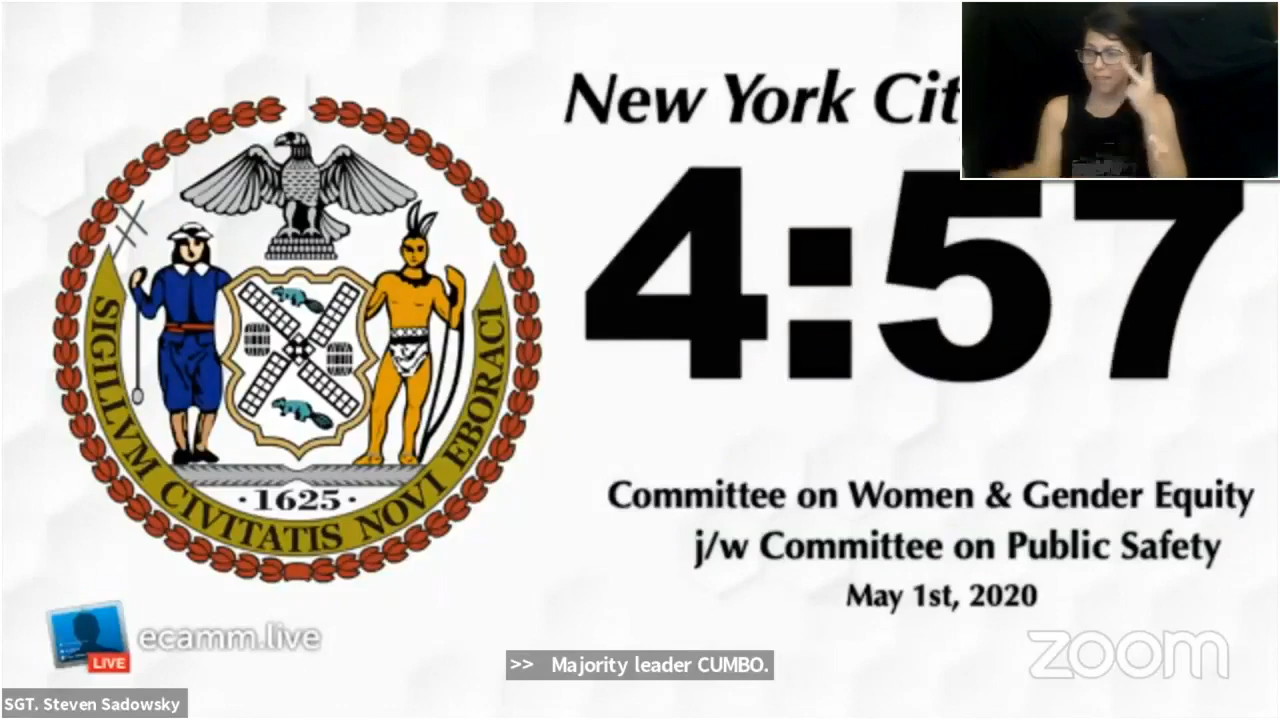 New York Cit
4:57
SIGILLVM CIVITATIS NOVI EBORACI
·1625·
Committee on Women & Gender Equity
j/w Committee on Public Safety
May 1st, 2020
ecamm.live
LIVE
>> Majority leader CUMBO.
zoom
SGT. Steven Sadowsky